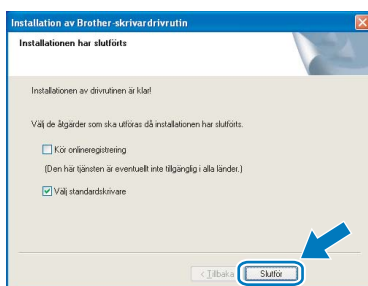 Installation av Brother-skrivardrivrutin
Installationen har slutförts
Installationen av drivrutinen är klar!
Välj de åtgärder som ska utföras då installationen har slutförts.
Kör onlineregistrering
(Den här tjänsten är eventuellt inte tillgänglig i alla länder.)
Välj standardskrivare
< Tillbaka
Slutför